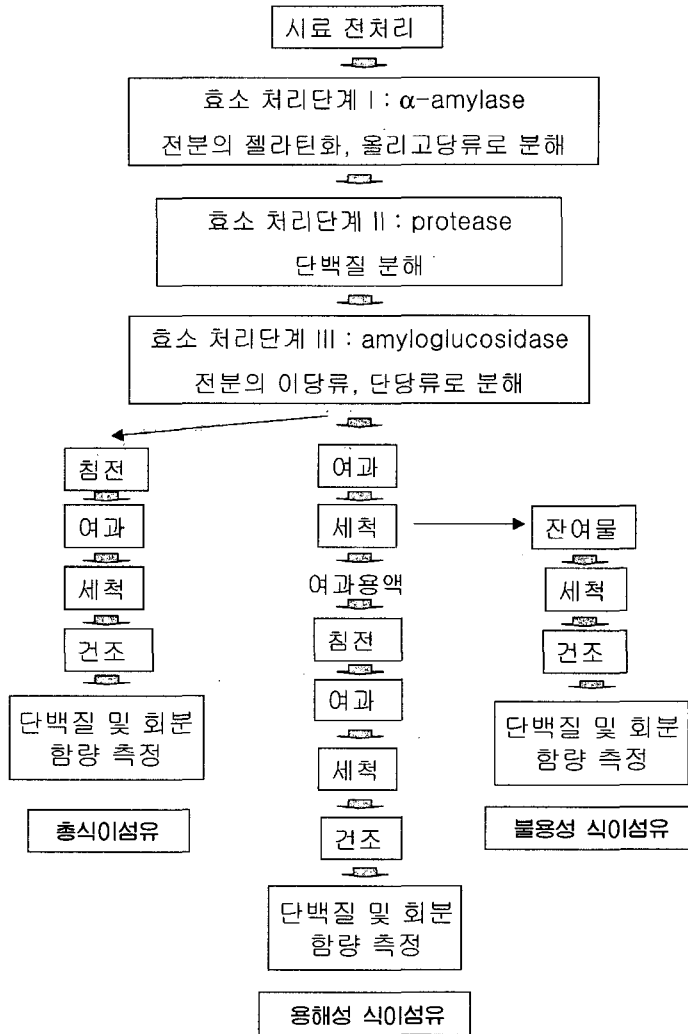 시료 전처리
효소 처리단계 I : α-amylase
전분의 젤라틴화, 올리고당류로 분해
효소 처리단계 II : protease
단백질 분해
효소 처리단계 III : amyloglucosidase
전분의 이당류, 단당류로 분해
침전
여과
세척
건조
단백질 및 회분
함량 측정
총식이섬유
여과
세척
여과용액
침전
여과
세척
건조
단백질 및 회분
함량 측정
용해성 식이섬유
잔여물
세척
건조
단백질 및 회분
함량 측정
불용성 식이섬유